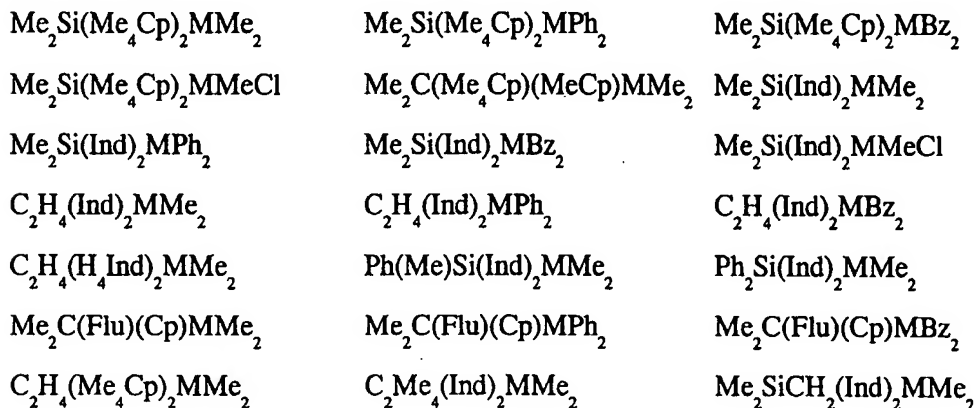 Me₂Si(Me₄Cp)₂MMe₂ Me₂Si(Me₄Cp)₂MPh₂ Me₂Si(Me₄Cp)₂MBz₂
Me₂Si(Me₄Cp)₂MMeCl Me₂C(Me₄Cp)(MeCp)MMe₂ Me₂Si(Ind)₂MMe₂
Me₂Si(Ind)₂MPh₂ Me₂Si(Ind)₂MBz₂ Me₂Si(Ind)₂MMeCl
C₂H₄(Ind)₂MMe₂ C₂H₄(Ind)₂MPh₂ C₂H₄(Ind)₂MBz₂
C₂H₄(H₄Ind)₂MMe₂ Ph(Me)Si(Ind)₂MMe₂ Ph₂Si(Ind)₂MMe₂
Me₂C(Flu)(Cp)MMe₂ Me₂C(Flu)(Cp)MPh₂ Me₂C(Flu)(Cp)MBz₂
C₂H₄(Me₄Cp)₂MMe₂ C₂Me₄(Ind)₂MMe₂ Me₂SiCH₂(Ind)₂MMe₂